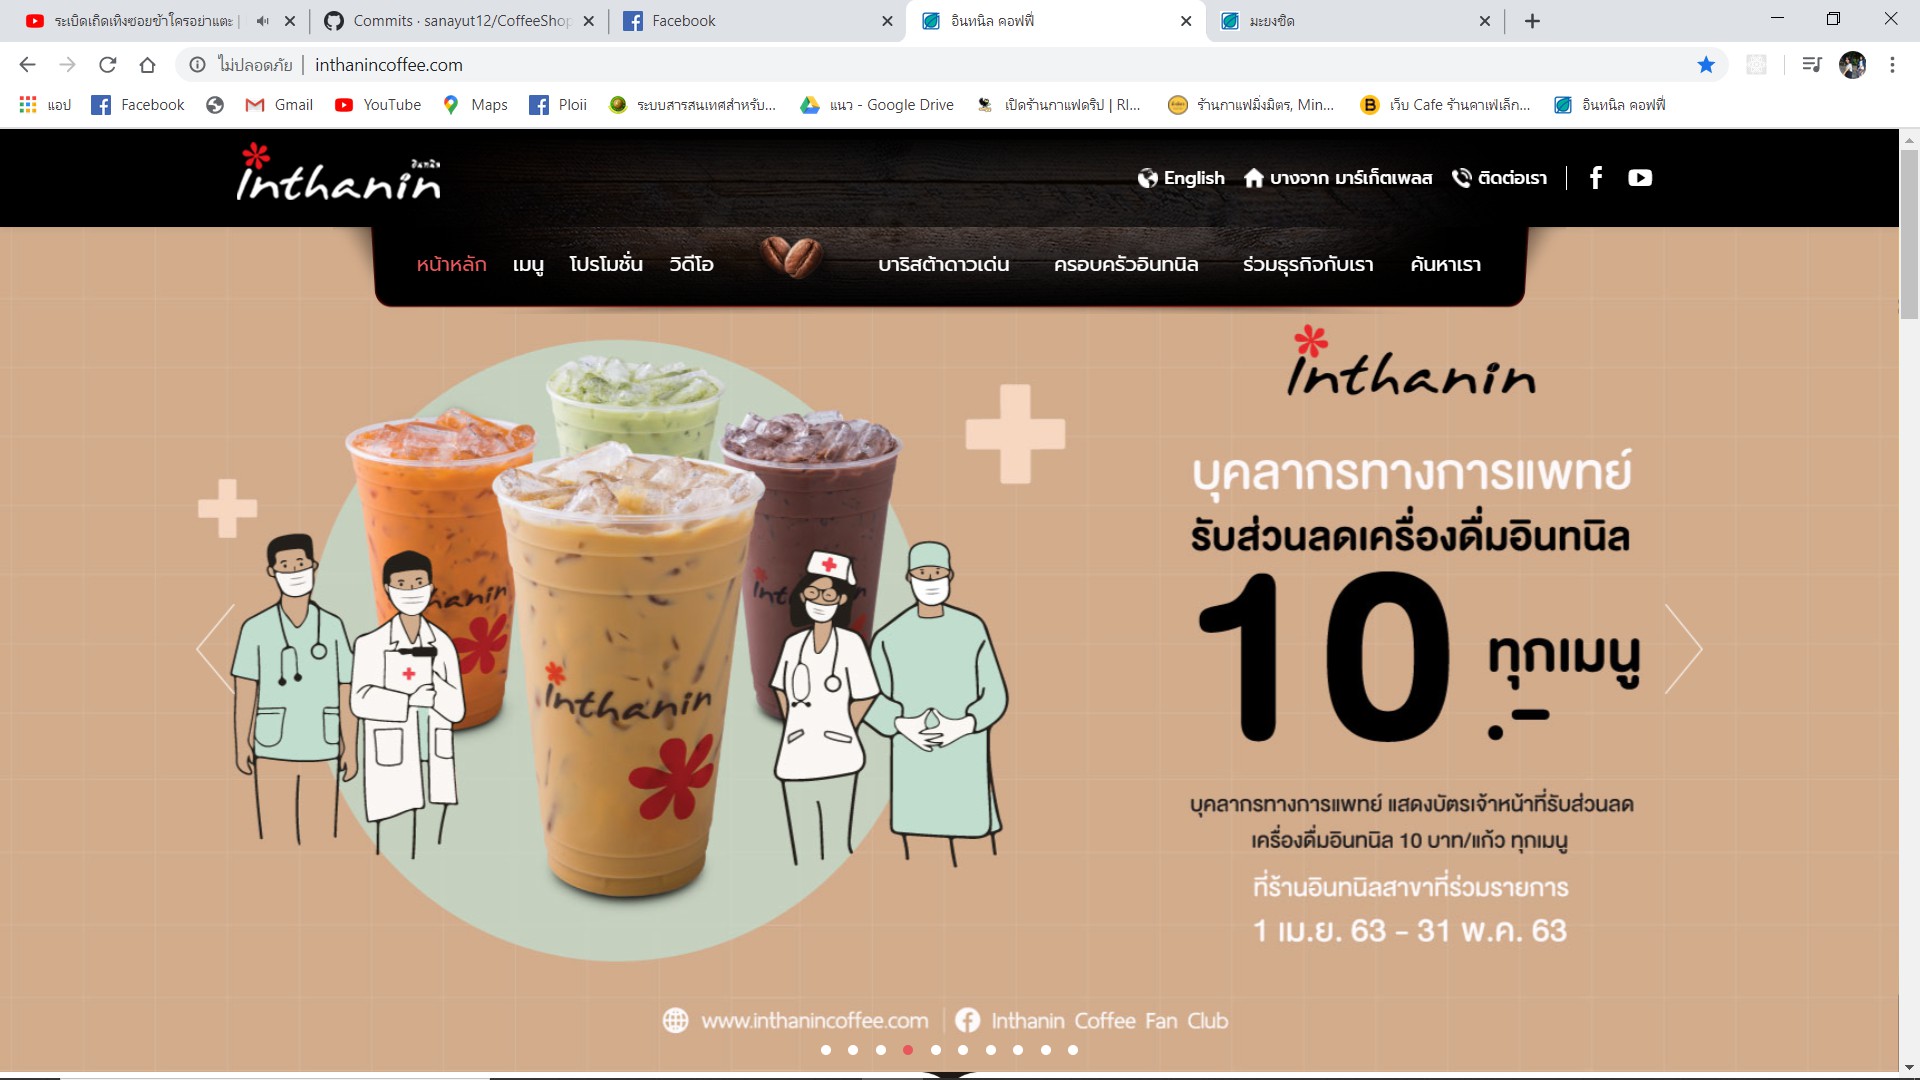 ระเบิดเถิดเทิงซอยข้าใครอย่าแตะ |
Commits · sanayut12/CoffeeShop
Facebook
อินทนิล คอฟฟี่
มะยงชิด
ไม่ปลอดภัย
inthanincoffee.com
แอป
Facebook
Gmail
YouTube
Maps
Ploii
ระบบสารสนเทศสำหรับ...
แนว - Google Drive
เปิดร้านกาแฟดริป | RI...
ร้านกาแฟมิ่งมิตร, Min...
เว็บ Cafe ร้านคาเฟ่เล็ก...
อินทนิล คอฟฟี่
อินทนิล
inthanin
English
บางจาก มาร์เก็ตเพลส
ติดต่อเรา
หน้าหลัก
เมนู
โปรโมชั่น
วิดีโอ
บาริสต้าดาวเด่น
ครอบครัวอินทนิล
ร่วมธุรกิจกับเรา
ค้นหาเรา
inthanin
บุคลากรทางการแพทย์
รับส่วนลดเครื่องดื่มอินทนิล
10.-
ทุกเมนู
inthanin
บุคลากรทางการแพทย์ แสดงบัตรเจ้าหน้าที่รับส่วนลด
เครื่องดื่มอินทนิล 10 บาท/แก้ว ทุกเมนู
ที่ร้านอินทนิลสาขาที่ร่วมรายการ
1 เม.ย. 63 - 31 พ.ค. 63
www.inthanincoffee.com
Inthanin Coffee Fan Club